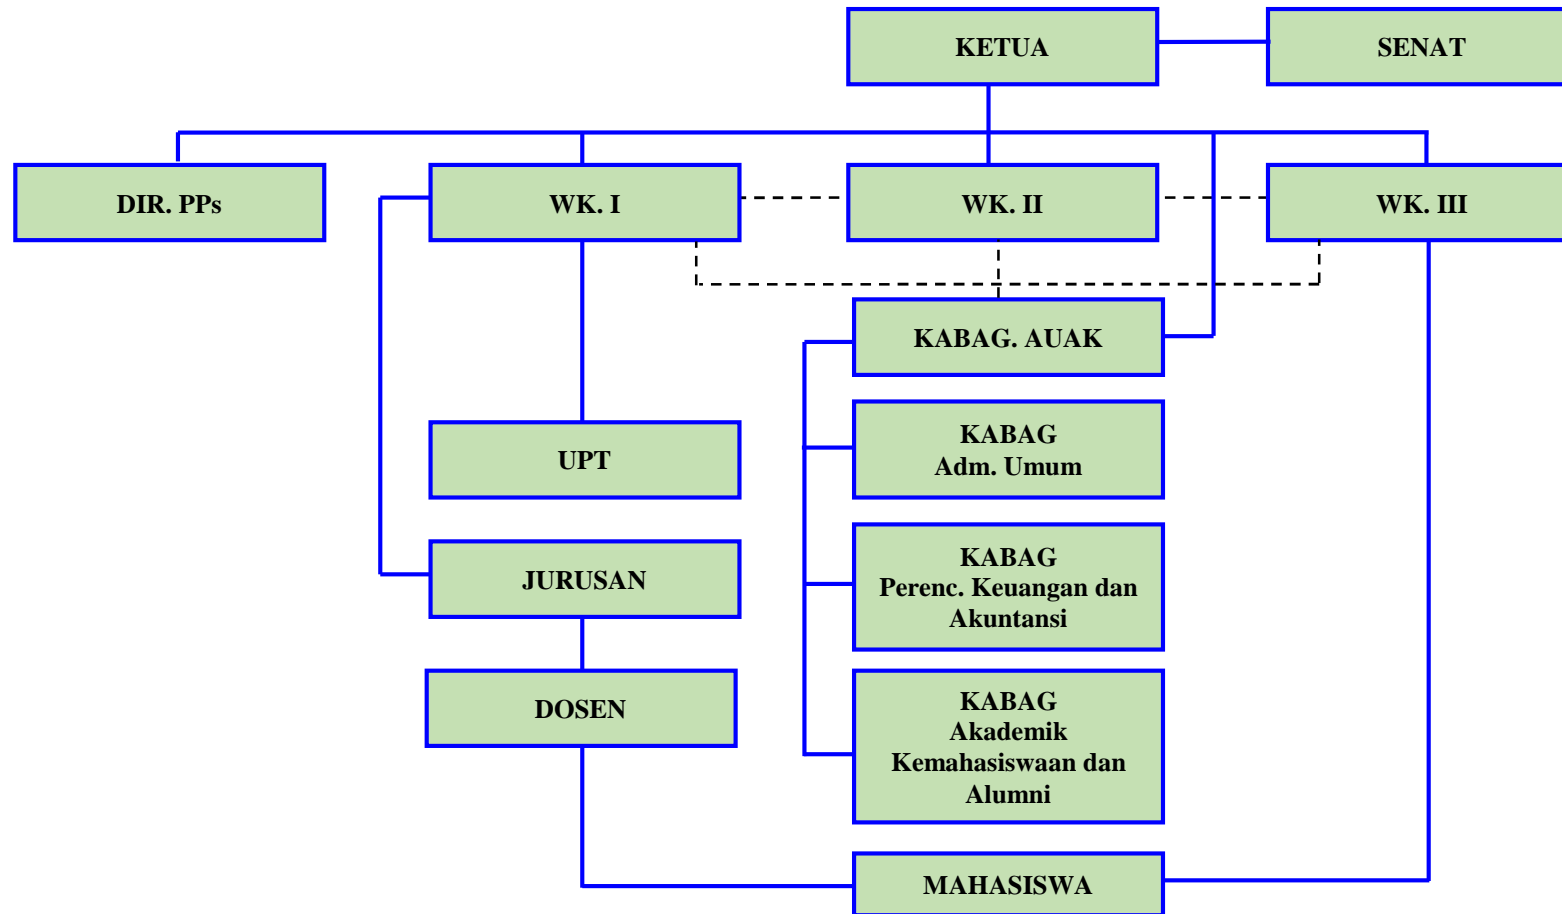 KETUA
SENAT
DIR. PPs
WK. I
WK. II
WK. III
KABAG. AUAK
UPT
KABAG
Adm. Umum
JURUSAN
KABAG
Perenc. Keuangan dan
Akuntansi
DOSEN
KABAG
Akademik
Kemahasiswaan dan
Alumni
MAHASISWA